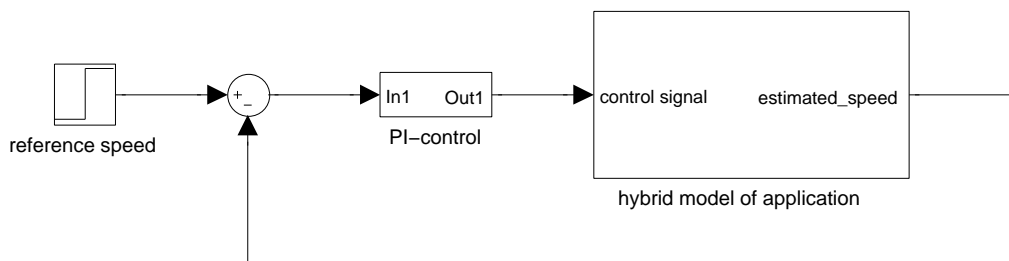 reference speed
+
–
In1
Out1
PI–control
control signal
estimated_speed
hybrid model of application